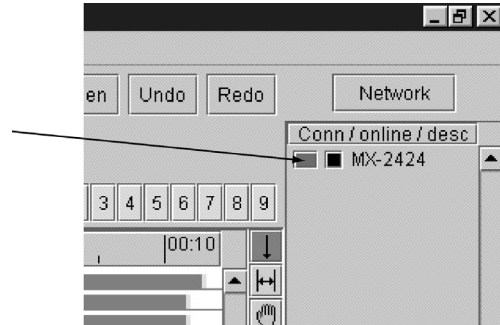 en Undo Redo Network
Conn / online / desc
MX-2424
3 4 5 6 7 8 9
00:10